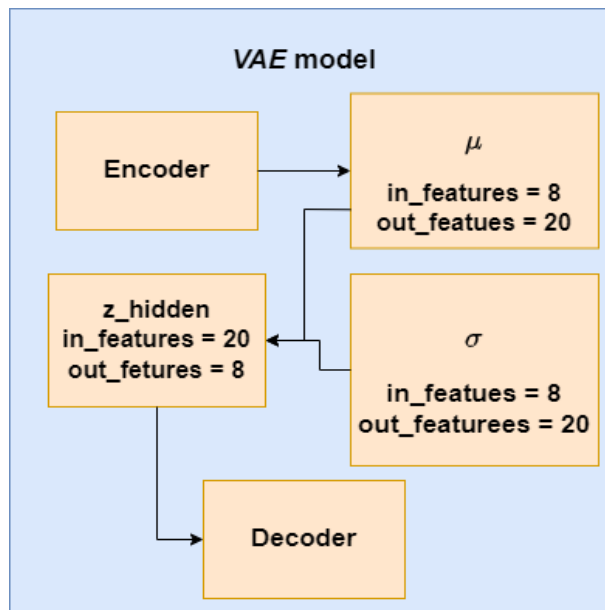 VAE model
Encoder
μ
in_features = 8
out_featues = 20
z_hidden
in_features = 20
out_fetures = 8
σ
in_featues = 8
out_featurees = 20
Decoder